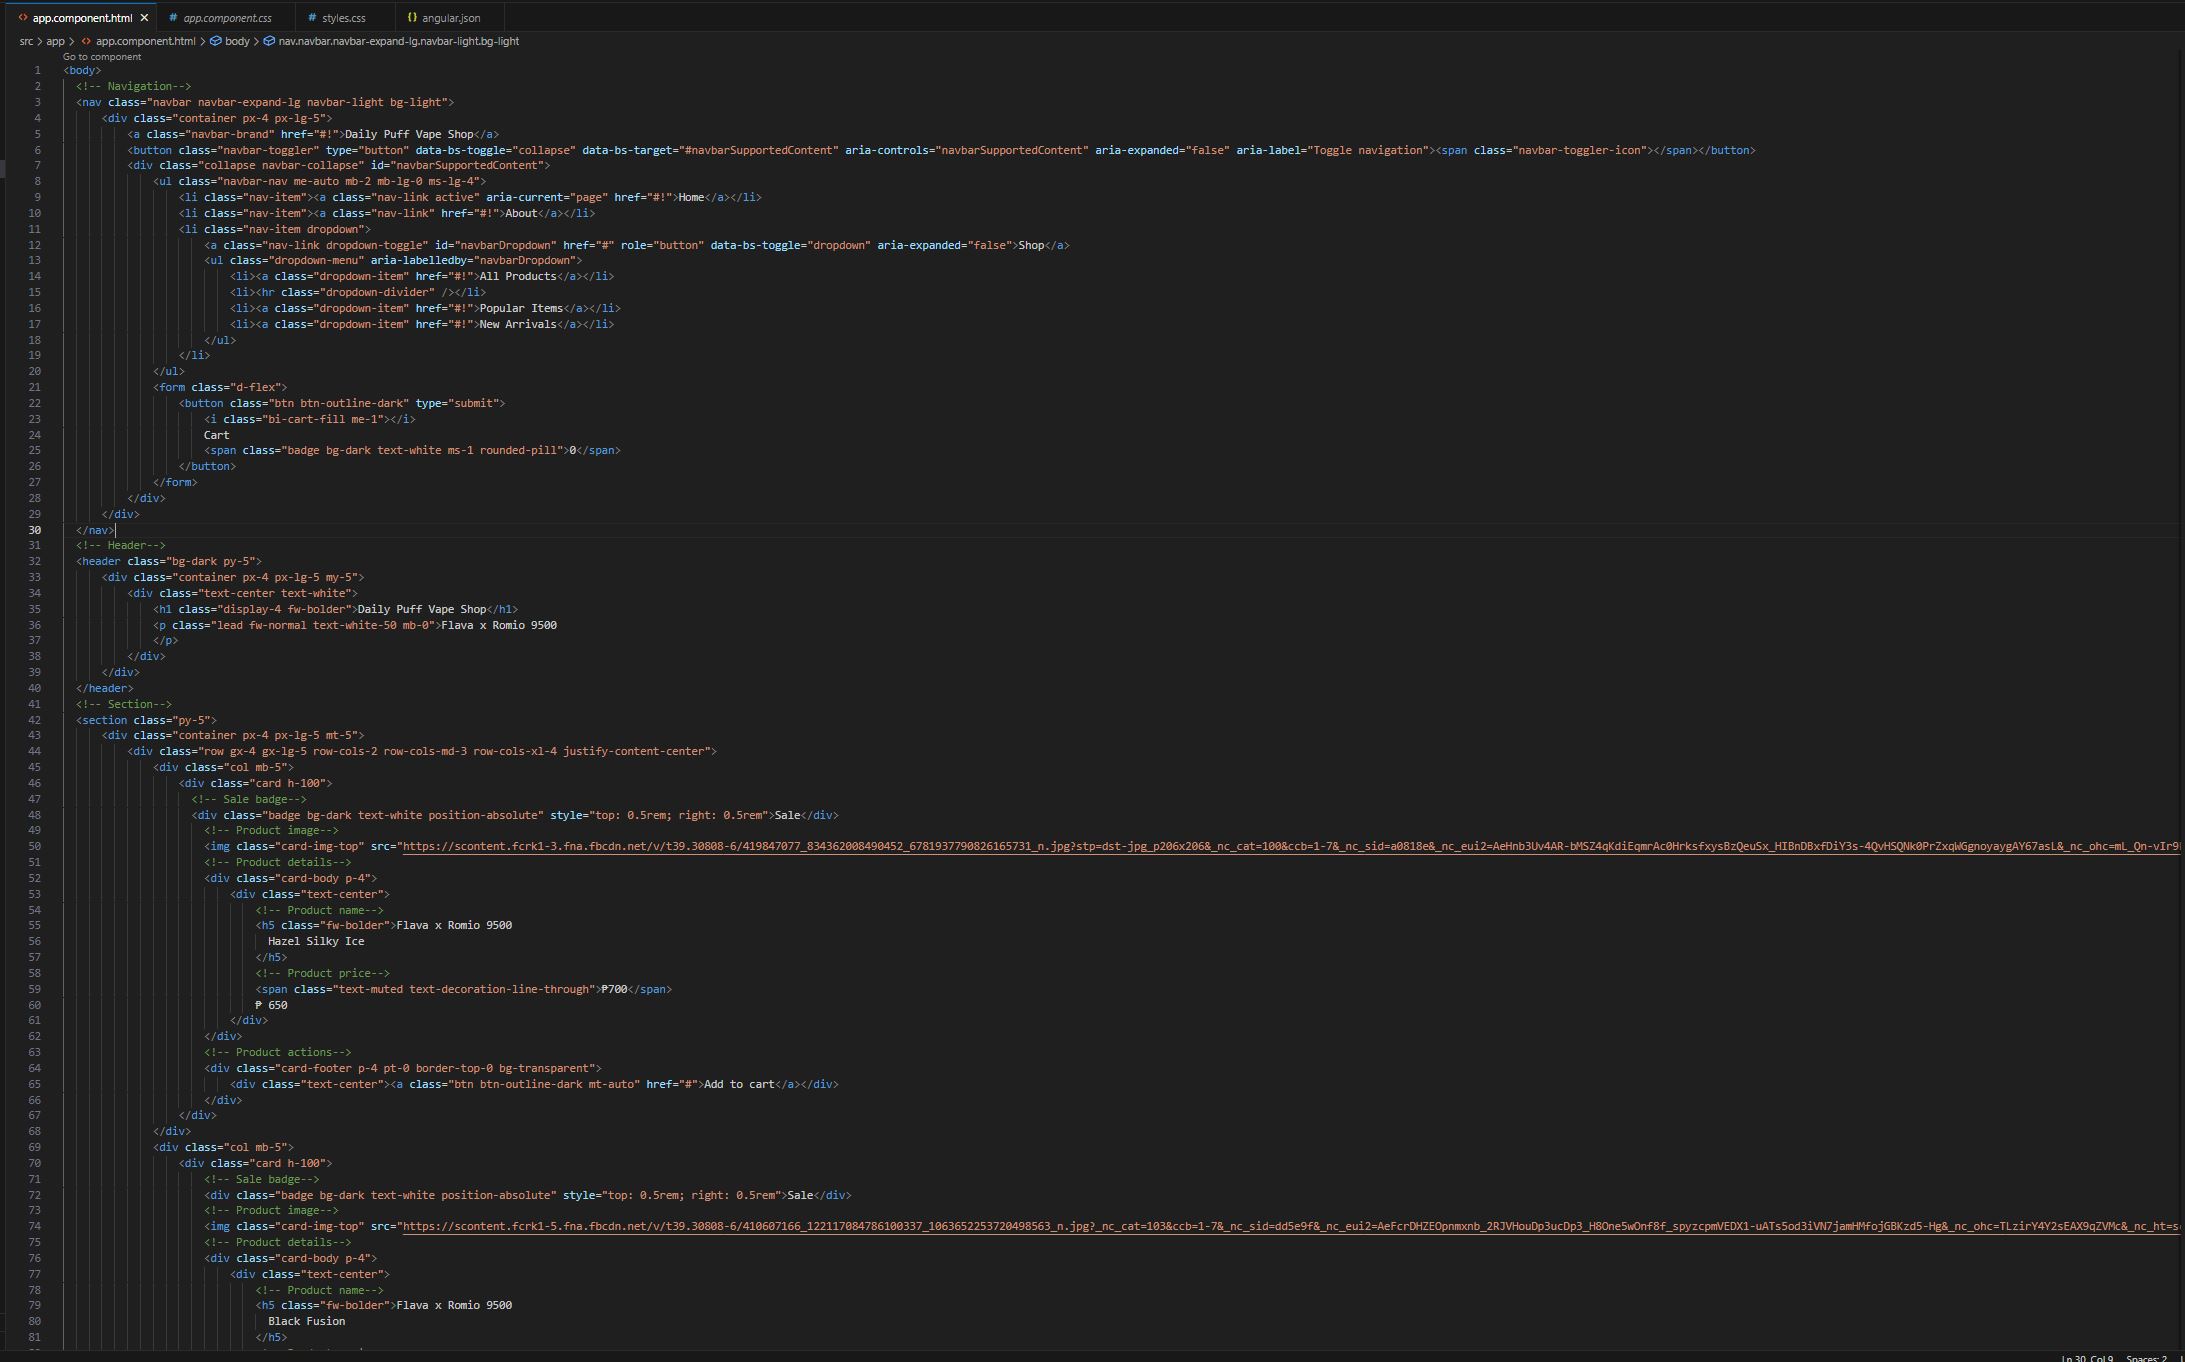 app.component.html
app.component.css
styles.css
angular.json
src > app > app.component.html > body > nav.navbar.navbar-expand-lg.navbar-light.bg-light
Go to component
1 <body>
2 <!-- Navigation-->
3 <nav class="navbar navbar-expand-lg navbar-light bg-light">
4 <div class="container px-4 px-lg-5">
5 <a class="navbar-brand" href="#!">Daily Puff Vape Shop</a>
6 <button class="navbar-toggler" type="button" data-bs-toggle="collapse" data-bs-target="#navbarSupportedContent" aria-controls="navbarSupportedContent" aria-expanded="false" aria-label="Toggle navigation"><span class="navbar-toggler-icon"></span></button>
7 <div class="collapse navbar-collapse" id="navbarSupportedContent">
8 <ul class="navbar-nav me-auto mb-2 mb-lg-0 ms-lg-4">
9 <li class="nav-item"><a class="nav-link active" aria-current="page" href="#!">Home</a></li>
10 <li class="nav-item"><a class="nav-link" href="#!">About</a></li>
11 <li class="nav-item dropdown">
12 <a class="nav-link dropdown-toggle" id="navbarDropdown" href="#" role="button" data-bs-toggle="dropdown" aria-expanded="false">Shop</a>
13 <ul class="dropdown-menu" aria-labelledby="navbarDropdown">
14 <li><a class="dropdown-item" href="#!">All Products</a></li>
15 <li><hr class="dropdown-divider" /></li>
16 <li><a class="dropdown-item" href="#!">Popular Items</a></li>
17 <li><a class="dropdown-item" href="#!">New Arrivals</a></li>
18 </ul>
19 </li>
20 </ul>
21 <form class="d-flex">
22 <button class="btn btn-outline-dark" type="submit">
23 <i class="bi-cart-fill me-1"></i>
24 Cart
25 <span class="badge bg-dark text-white ms-1 rounded-pill">0</span>
26 </button>
27 </form>
28 </div>
29 </div>
30 </nav>
31 <!-- Header-->
32 <header class="bg-dark py-5">
33 <div class="container px-4 px-lg-5 my-5">
34 <div class="text-center text-white">
35 <h1 class="display-4 fw-bolder">Daily Puff Vape Shop</h1>
36 <p class="lead fw-normal text-white-50 mb-0">Flava x Romio 9500
37 </p>
38 </div>
39 </div>
40 </header>
41 <!-- Section-->
42 <section class="py-5">
43 <div class="container px-4 px-lg-5 mt-5">
44 <div class="row gx-4 gx-lg-5 row-cols-2 row-cols-md-3 row-cols-xl-4 justify-content-center">
45 <div class="col mb-5">
46 <div class="card h-100">
47 <!-- Sale badge-->
48 <div class="badge bg-dark text-white position-absolute" style="top: 0.5rem; right: 0.5rem">Sale</div>
49 <!-- Product image-->
50 <img class="card-img-top" src="https://scontent.fcrk1-3.fna.fbcdn.net/v/t39.30808-6/419847077_834362008490452_6781937790826165731_n.jpg?stp=dst-jpg_p206x206&_nc_cat=100&ccb=1-7&_nc_sid=a0818e&_nc_eui2=AeHnb3Uv4AR-bMSZ4qKdiEqmrAc0HrksfxysBzQeuSx_HIBnDBxfDiY3s-4QvHSQNk0PrZxqWGgnoyaygAY67asL&_nc_ohc=mL_Qn-vIr9
51 <!-- Product details-->
52 <div class="card-body p-4">
53 <div class="text-center">
54 <!-- Product name-->
55 <h5 class="fw-bolder">Flava x Romio 9500
56 Hazel Silky Ice
57 </h5>
58 <!-- Product price-->
59 <span class="text-muted text-decoration-line-through">₱700</span>
60 ₱ 650
61 </div>
62 </div>
63 <!-- Product actions-->
64 <div class="card-footer p-4 pt-0 border-top-0 bg-transparent">
65 <div class="text-center"><a class="btn btn-outline-dark mt-auto" href="#">Add to cart</a></div>
66 </div>
67 </div>
68 </div>
69 <div class="col mb-5">
70 <div class="card h-100">
71 <!-- Sale badge-->
72 <div class="badge bg-dark text-white position-absolute" style="top: 0.5rem; right: 0.5rem">Sale</div>
73 <!-- Product image-->
74 <img class="card-img-top" src="https://scontent.fcrk1-5.fna.fbcdn.net/v/t39.30808-6/410607166_122117084786100337_1063652253720498563_n.jpg?_nc_cat=103&ccb=1-7&_nc_sid=dd5e9f&_nc_eui2=AeFcrDHZEOpnmxnb_2RJVHouDp3ucDp3_H8One5wOnf8f_spyzcpmVEDX1-uATs5od3iVN7jamHMfojGBKzd5-Hg&_nc_ohc=TLzirY4Y2sEAX9qZVMc&_nc_ht=s
75 <!-- Product details-->
76 <div class="card-body p-4">
77 <div class="text-center">
78 <!-- Product name-->
79 <h5 class="fw-bolder">Flava x Romio 9500
80 Black Fusion
81 </h5>
Ln 30, Col 9 Spaces: 2